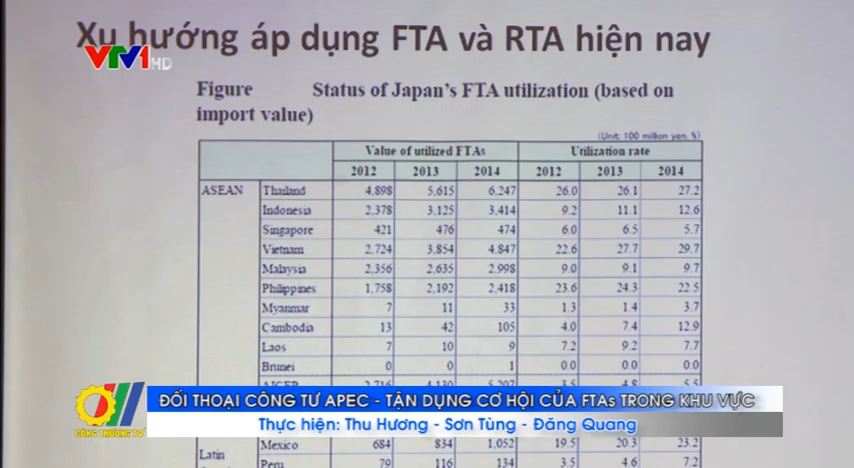 Xu hướng áp dụng FTA và RTA hiện nay
VTV1 HD
Figure Status of Japan's FTA utilization (based on
import value)
(Unit: 100 million yen, %)
Value of utilized FTAs Utilization rate
2012 2013 2014 2012 2013 2014
ASEAN Thailand 4,898 5,615 6,247 26.0 26.1 27.2
Indonesia 2,378 3,125 3,414 9.2 11.1 12.6
Singapore 421 476 474 6.0 6.5 5.7
Vietnam 2,724 3,854 4,847 22.6 27.7 29.7
Malaysia 2,356 2,635 2,998 9.0 9.1 9.7
Philippines 1,758 2,192 2,418 23.6 24.3 22.5
Myanmar 7 11 33 1.3 1.4 3.7
Cambodia 13 42 105 4.0 7.4 12.9
Laos 7 10 9 7.2 9.2 7.7
Brunei 0 0 1 0.0 0.0 0.0
ĐỐI THOẠI CÔNG TƯ APEC - TẬN DỤNG CƠ HỘI CỦA FTAs TRONG KHU VỰC
CÔNG THƯƠNG
Thực hiện: Thu Hương - Sơn Tùng - Đăng Quang
Latin Mexico 684 834 1,052 19.5 20.3 23.2
Peru 79 116 134 3.5 4.6 7.2